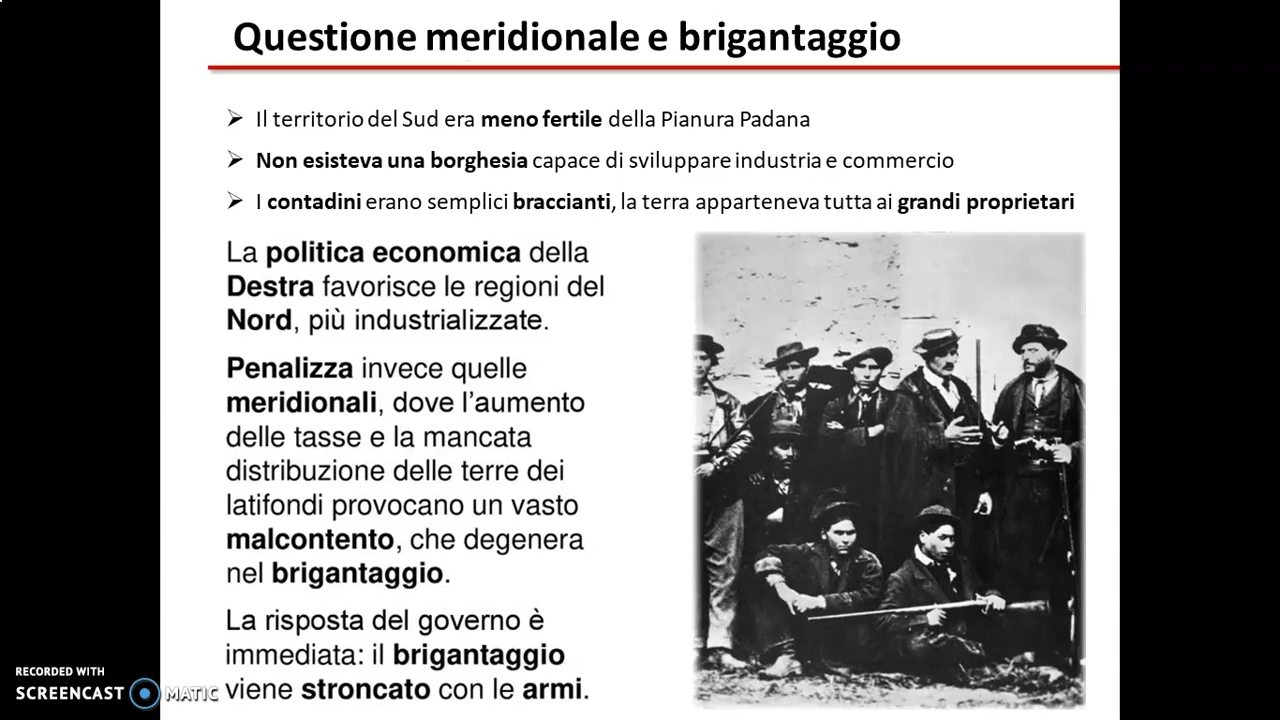 Questione meridionale e brigantaggio
➢ Il territorio del Sud era meno fertile della Pianura Padana
➢ Non esisteva una borghesia capace di sviluppare industria e commercio
➢ I contadini erano semplici braccianti, la terra apparteneva tutta ai grandi proprietari
La politica economica della
Destra favorisce le regioni del
Nord, più industrializzate.
Penalizza invece quelle
meridionali, dove l'aumento
delle tasse e la mancata
distribuzione delle terre dei
latifondi provocano un vasto
malcontento, che degenera
nel brigantaggio.
La risposta del governo è
immediata: il brigantaggio
viene stroncato con le armi.
RECORDED WITH
SCREENCAST MATIC